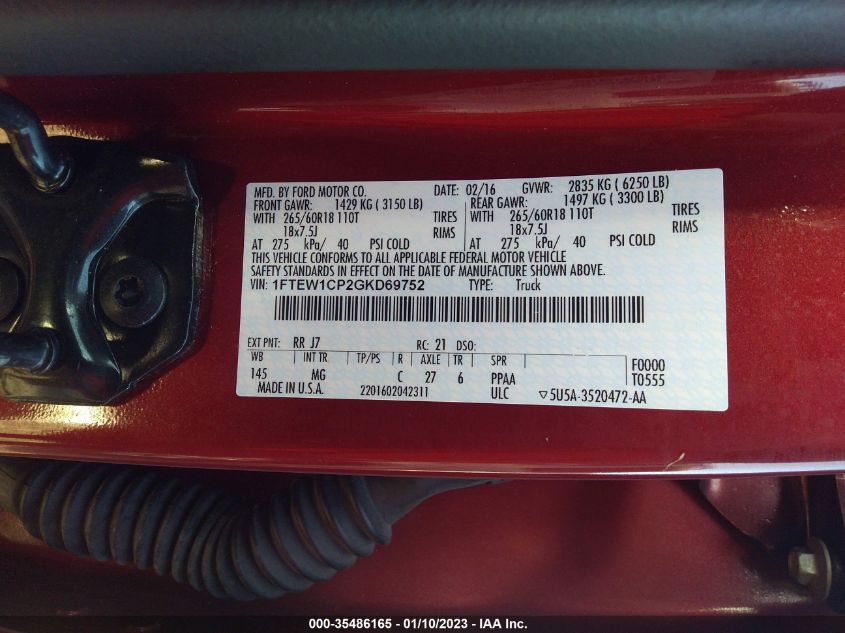 MFD. BY FORD MOTOR CO. DATE: 02/16 GVWR: 2835 KG ( 6250 LB)
FRONT GAWR: 1429 KG ( 3150 LB) REAR GAWR: 1497 KG ( 3300 LB)
WITH 265/60R18 110T TIRES WITH 265/60R18 110T TIRES
18x7.5J RIMS 18x7.5J RIMS
AT 275 kPa/ 40 PSI COLD AT 275 kPa/ 40 PSI COLD
THIS VEHICLE CONFORMS TO ALL APPLICABLE FEDERAL MOTOR VEHICLE
SAFETY STANDARDS IN EFFECT ON THE DATE OF MANUFACTURE SHOWN ABOVE.
VIN: 1FTEW1CP2GKD69752 TYPE: Truck
EXT PNT: RR J7 RC: 21 DSO:
WB INT TR TP/PS R AXLE TR SPR F0000
145 MG C 27 6 PPAA T0555
MADE IN U.S.A. 2201602042311 ULC ▽5U5A-3520472-AA
000-35486165 - 01/10/2023 - IAA Inc.